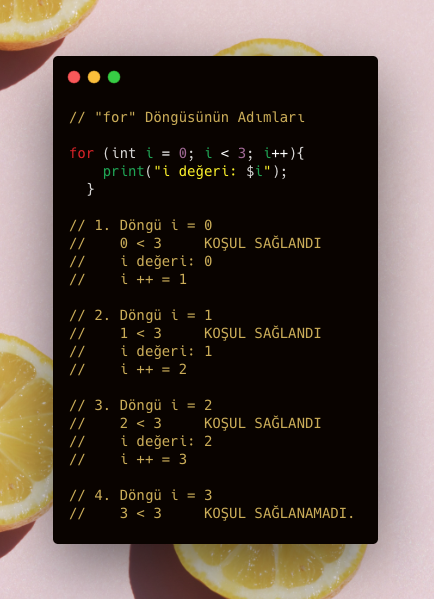 // "for" Döngüsünün Adımları
for (int i = 0; i < 3; i++){
print("i değeri: $i");
}
// 1. Döngü i = 0
// 0 < 3 KOŞUL SAĞLANDI
// i değeri: 0
// i ++ = 1
// 2. Döngü i = 1
// 1 < 3 KOŞUL SAĞLANDI
// i değeri: 1
// i ++ = 2
// 3. Döngü i = 2
// 2 < 3 KOŞUL SAĞLANDI
// i değeri: 2
// i ++ = 3
// 4. Döngü i = 3
// 3 < 3 KOŞUL SAĞLANAMADI.